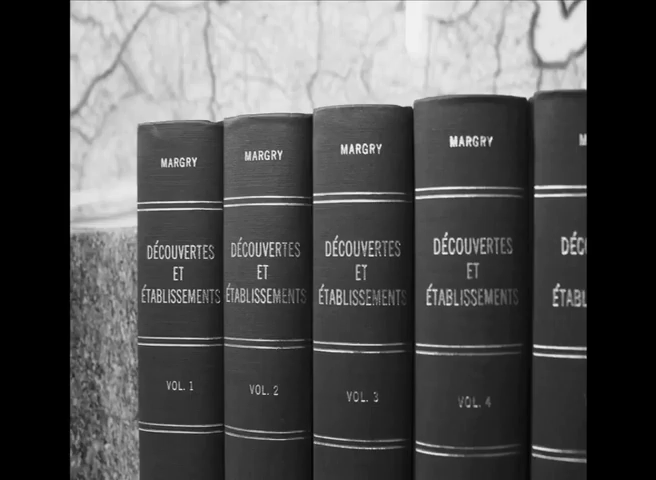 MARGRY
DÉCOUVERTES
ET
ÉTABLISSEMENTS
VOL. 1
MARGRY
DÉCOUVERTES
ET
ÉTABLISSEMENTS
VOL. 2
MARGRY
DÉCOUVERTES
ET
ÉTABLISSEMENTS
VOL. 3
MARGRY
DÉCOUVERTES
ET
ÉTABLISSEMENTS
VOL. 4